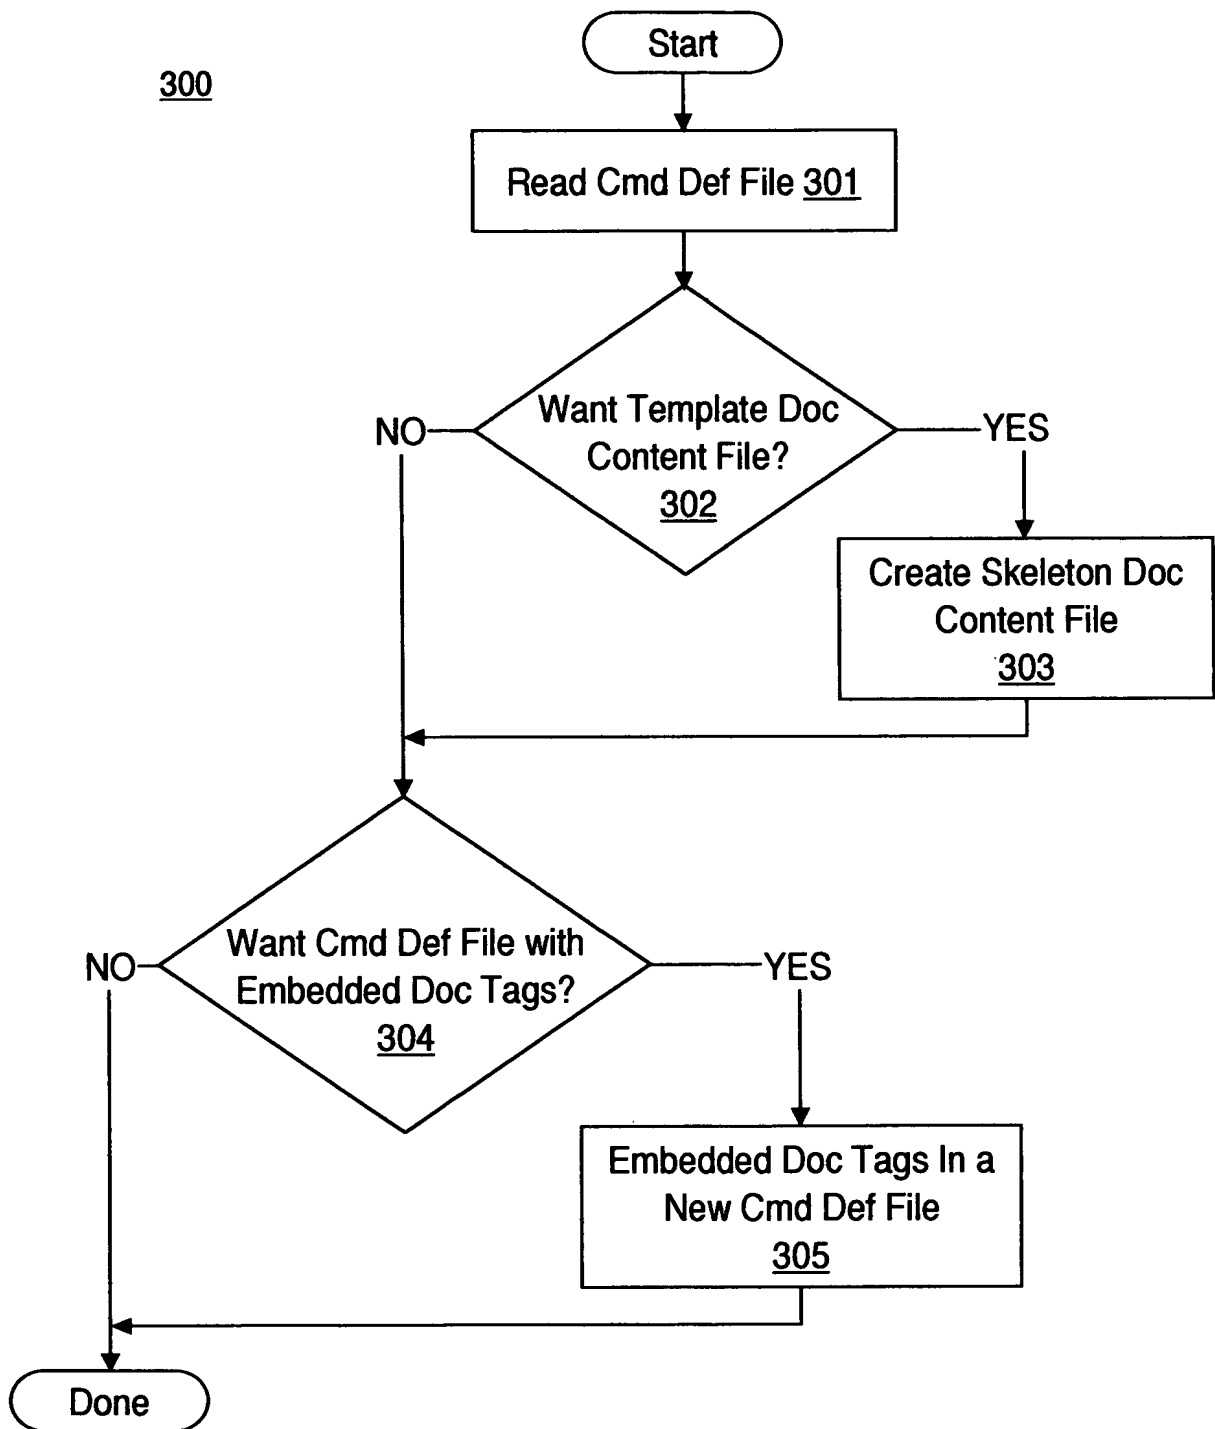 Start
300
Read Cmd Def File 301
Want Template Doc
Content File?
302
NO
YES
Create Skeleton Doc
Content File
303
Want Cmd Def File with
Embedded Doc Tags?
304
NO
YES
Embedded Doc Tags In a
New Cmd Def File
305
Done